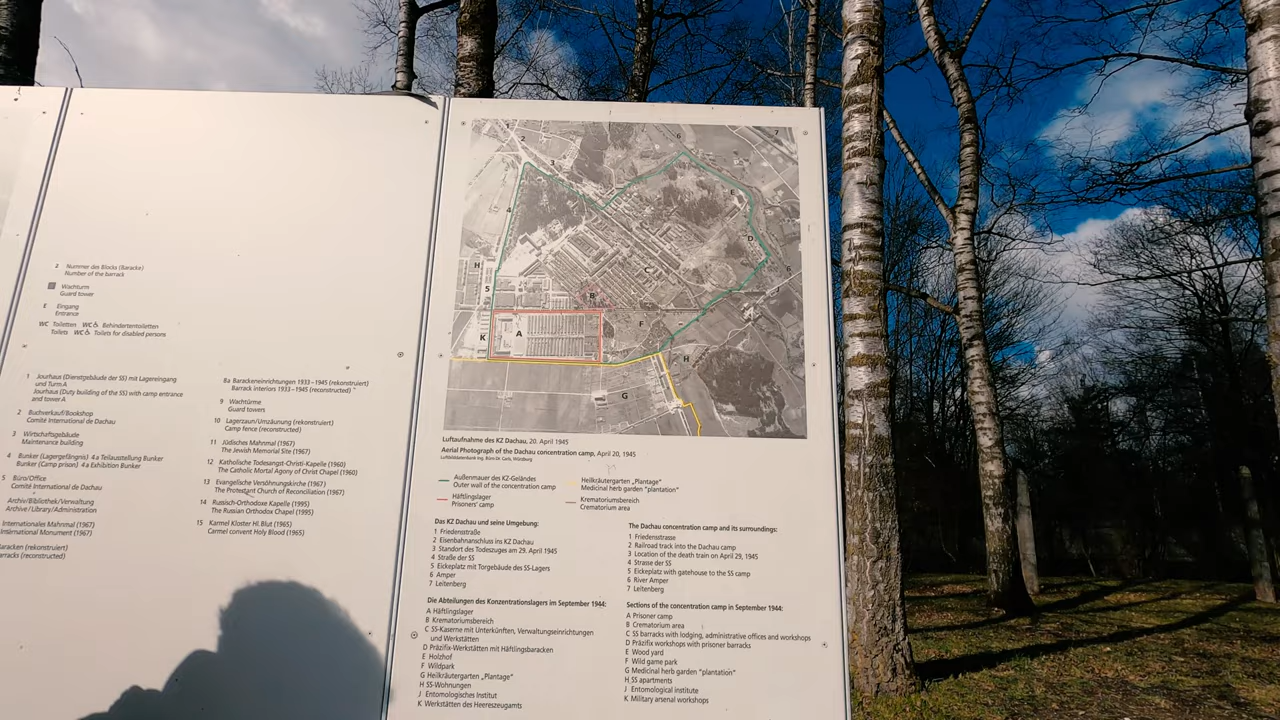 2 Nummer des Blocks (Baracke)
Number of the barrack
Wachturm
Guard tower
E Eingang
Entrance
WC Toiletten WC Behindertentoiletten
Toilets WC Toilets for disabled persons
1 Jourhaus (Dienstgebäude der SS) mit Lagereingang
und Turm A
Jourhaus (Duty building of the SS) with camp entrance
and tower A
2 Buchverkauf/Bookshop
Comité International de Dachau
3 Wirtschaftsgebäude
Maintenance building
4 Bunker (Lagergefängnis) 4a Teilausstellung Bunker
Bunker (Camp prison) 4a Exhibition Bunker
5 Büro/Office
Comité International de Dachau
Archiv/Bibliothek/Verwaltung
Archive/Library/Administration
Internationales Mahnmal (1967)
International Monument (1967)
Baracken (rekonstruiert)
(reconstructed)
8a Barackeneinrichtungen 1933–1945 (rekonstruiert)
Barrack interiors 1933–1945 (reconstructed)
9 Wachtürme
Guard towers
10 Lagerzaun/Umzäunung (rekonstruiert)
Camp fence (reconstructed)
11 Jüdisches Mahnmal (1967)
The Jewish Memorial Site (1967)
12 Katholische Todesangst-Christi-Kapelle (1960)
The Catholic Mortal Agony of Christ Chapel (1960)
13 Evangelische Versöhnungskirche (1967)
The Protestant Church of Reconciliation (1967)
14 Russisch-Orthodoxe Kapelle (1995)
The Russian Orthodox Chapel (1995)
15 Karmel Kloster Hl. Blut (1965)
Carmel convent Holy Blood (1965)
1
2
3
6
7
4
E
D
H
5
C
6
B
A
F
K
H
G
Luftaufnahme des KZ Dachau, 20. April 1945
Aerial Photograph of the Dachau concentration camp, April 20, 1945
Luftbilddatenbank Ing. Büro Dr. Carls, Würzburg
Außenmauer des KZ-Geländes
Outer wall of the concentration camp
Häftlingslager
Prisoners' camp
Heilkräutergarten „Plantage"
Medicinal herb garden "plantation"
Krematoriumsbereich
Crematorium area
Das KZ Dachau und seine Umgebung:
1 Friedensstraße
2 Eisenbahnanschluss ins KZ Dachau
3 Standort des Todeszuges am 29. April 1945
4 Straße der SS
5 Eickeplatz mit Torgebäude des SS-Lagers
6 Amper
7 Leitenberg
The Dachau concentration camp and its surroundings:
1 Friedensstrasse
2 Railroad track into the Dachau camp
3 Location of the death train on April 29, 1945
4 Strasse der SS
5 Eickeplatz with gatehouse to the SS camp
6 River Amper
7 Leitenberg
Die Abteilungen des Konzentrationslagers im September 1944:
A Häftlingslager
B Krematoriumsbereich
C SS-Kaserne mit Unterkünften, Verwaltungseinrichtungen
und Werkstätten
D Präzifix-Werkstätten mit Häftlingsbaracken
E Holzhof
F Wildpark
G Heilkräutergarten „Plantage"
H SS-Wohnungen
J Entomologisches Institut
K Werkstätten des Heereszeugamts
Sections of the concentration camp in September 1944:
A Prisoner camp
B Crematorium area
C SS barracks with lodging, administrative offices and workshops
D Präzifix workshops with prisoner barracks
E Wood yard
F Wild game park
G Medicinal herb garden "plantation"
H SS apartments
J Entomological institute
K Military arsenal workshops